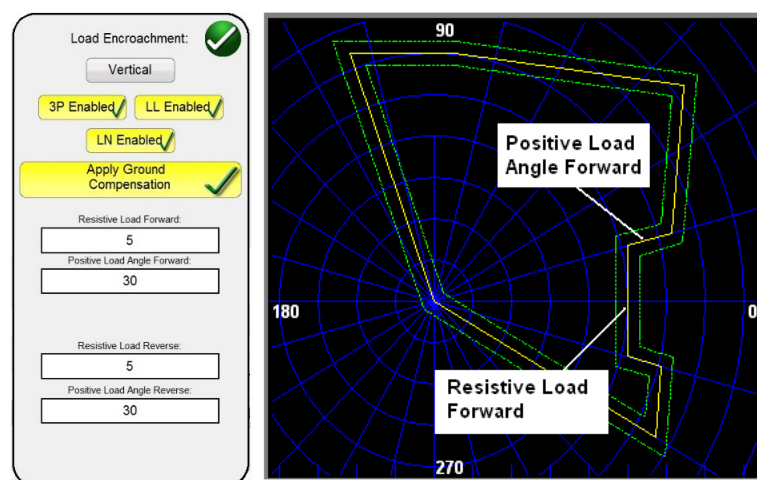 Load Encroachment:
Vertical
3P Enabled
LL Enabled
LN Enabled
Apply Ground
Compensation
Resistive Load Forward:
5
Positive Load Angle Forward:
30
Resistive Load Reverse:
5
Positive Load Angle Reverse:
30
90
Positive Load
Angle Forward
180
0
Resistive Load
Forward
270